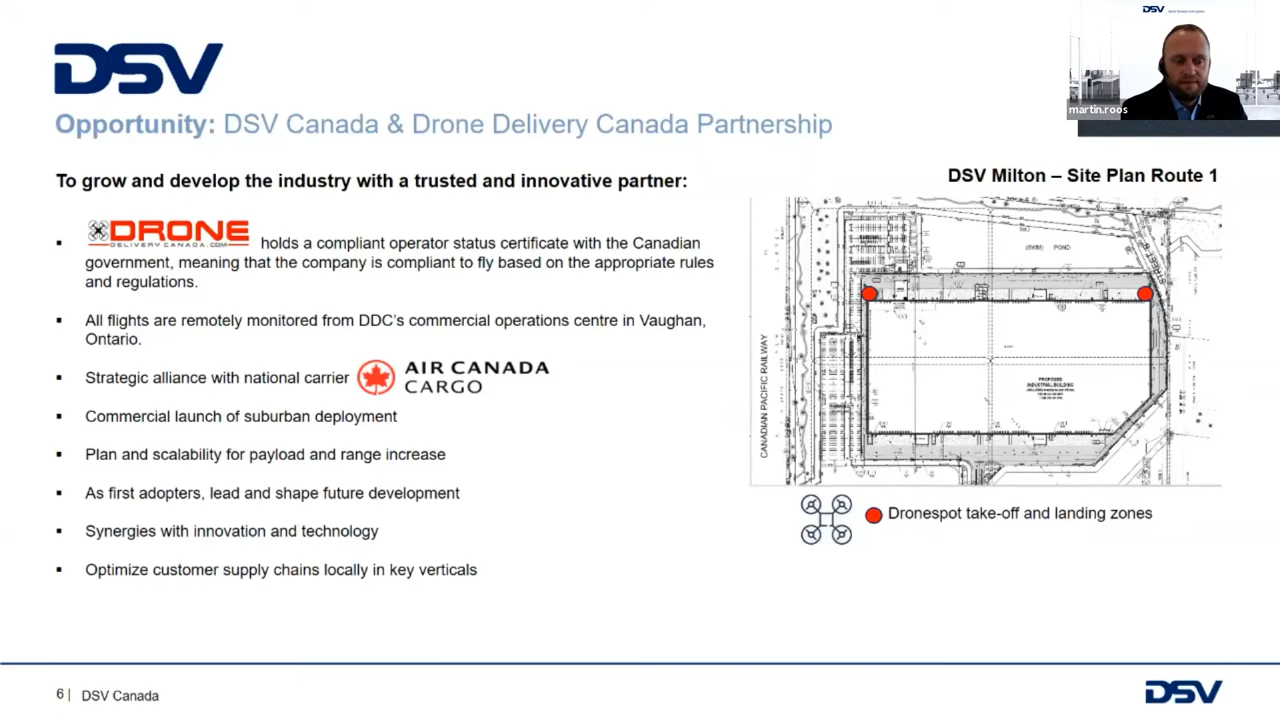 DSV
martin.roos
DSV
Opportunity: DSV Canada & Drone Delivery Canada Partnership
To grow and develop the industry with a trusted and innovative partner:
▪ DRONE
DELIVERYCANADA.COM
holds a compliant operator status certificate with the Canadian
government, meaning that the company is compliant to fly based on the appropriate rules
and regulations.
▪ All flights are remotely monitored from DDC's commercial operations centre in Vaughan,
Ontario.
▪ Strategic alliance with national carrier
AIR CANADA
CARGO
▪ Commercial launch of suburban deployment
▪ Plan and scalability for payload and range increase
▪ As first adopters, lead and shape future development
▪ Synergies with innovation and technology
▪ Optimize customer supply chains locally in key verticals
DSV Milton – Site Plan Route 1
(SWM) POND
STREET
CANADIAN PACIFIC RAILWAY
PROPOSED
INDUSTRIAL BUILDING
Dronespot take-off and landing zones
6 | DSV Canada
DSV